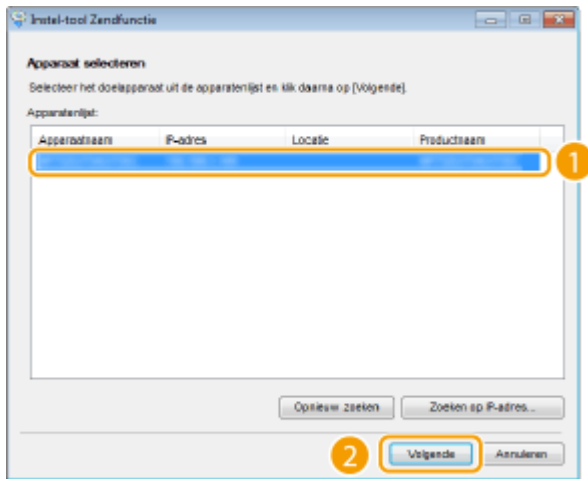 Instel-tool Zendfunctie
Apparaat selecteren
Selecteer het doelapparaat uit de apparatenlijst en klik daarna op [Volgende].
Apparatenlijst:
Apparaatnaam IP-adres Locatie Productnaam
1
Opnieuw zoeken Zoeken op IP-adres...
2 Volgende Annuleren